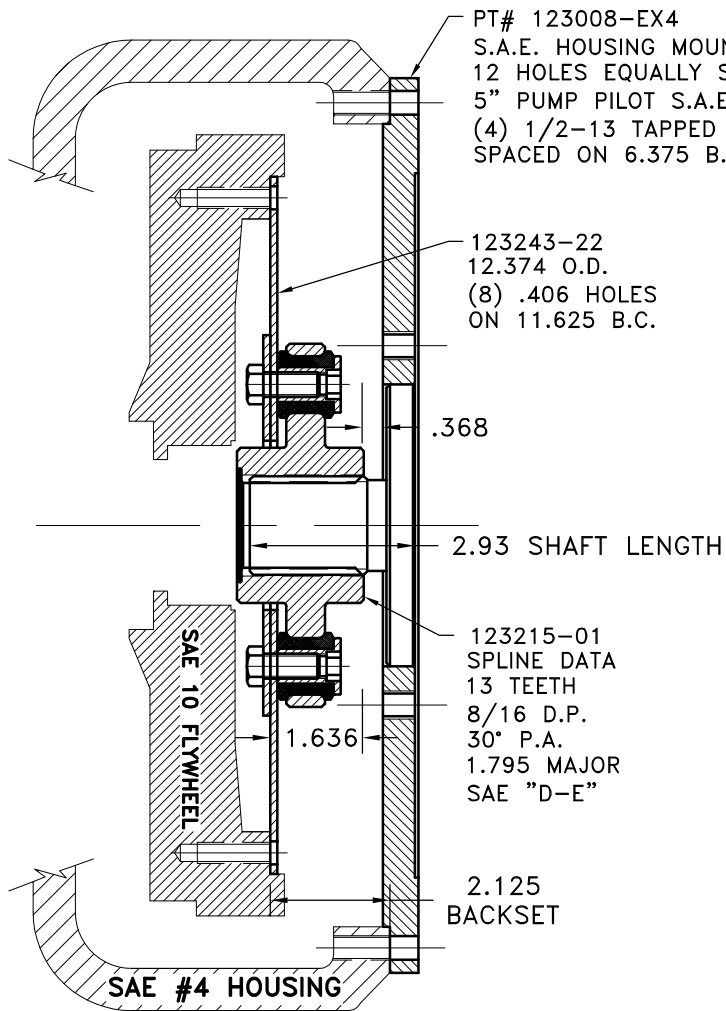 PT# 123008-EX4
S.A.E. HOUSING MOUN
12 HOLES EQUALLY S
5" PUMP PILOT S.A.E
(4) 1/2-13 TAPPED
SPACED ON 6.375 B.
123243-22
12.374 O.D.
(8) .406 HOLES
ON 11.625 B.C.
.368
2.93 SHAFT LENGTH
123215-01
SPLINE DATA
13 TEETH
8/16 D.P.
30° P.A.
1.795 MAJOR
SAE "D-E"
SAE 10 FLYWHEEL
1.636
2.125
BACKSET
SAE #4 HOUSING